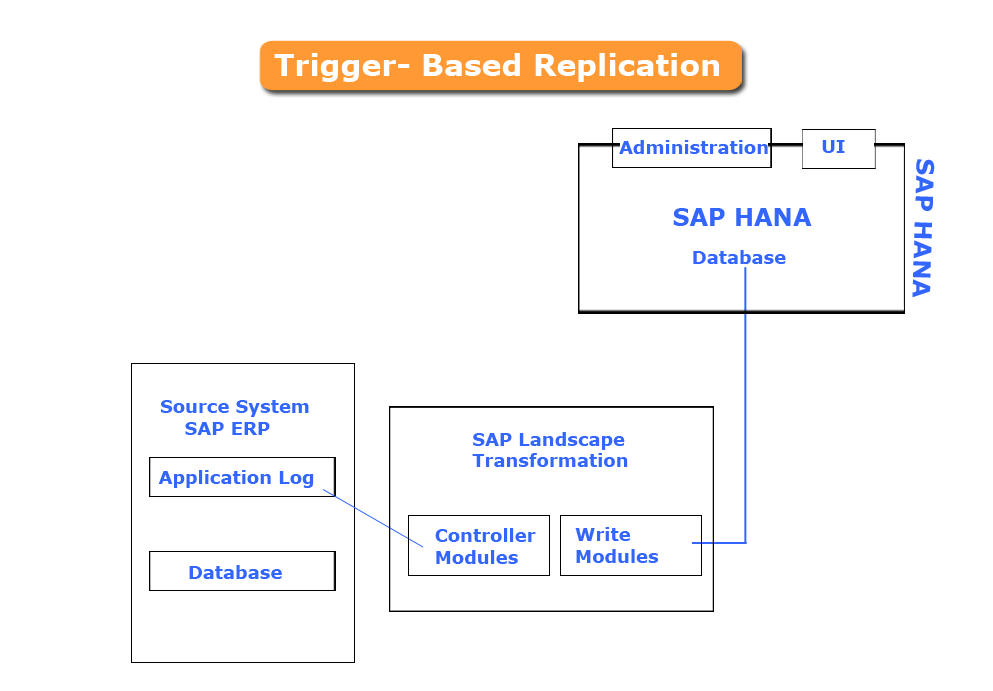 Trigger- Based Replication
Administration
UI
SAP HANA
Database
SAP HANA
Source System
SAP ERP
Application Log
Database
SAP Landscape
Transformation
Controller
Modules
Write
Modules